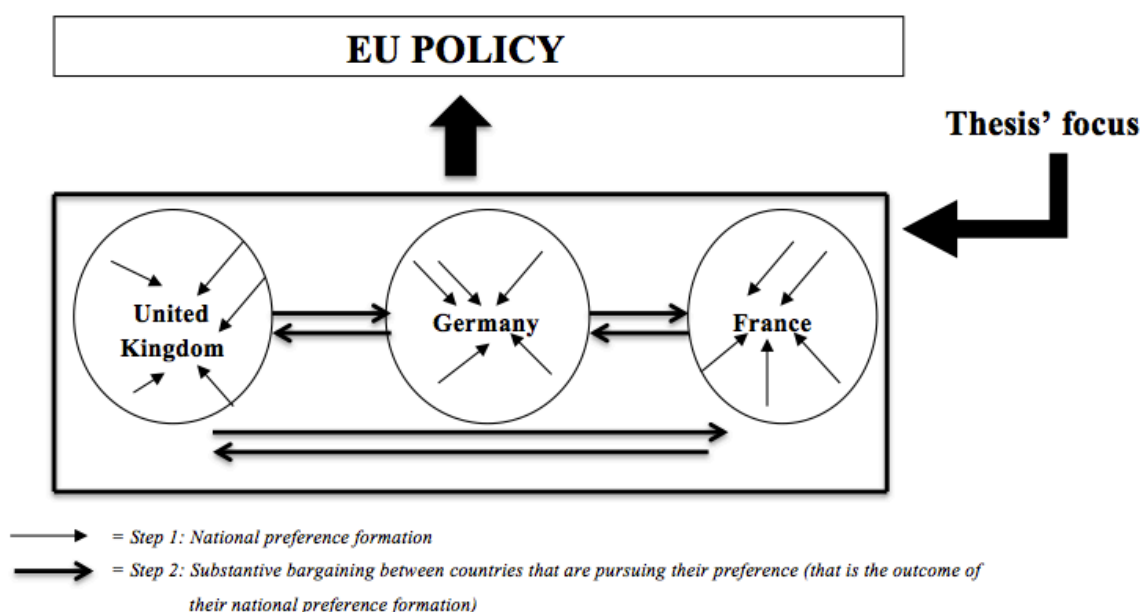 EU POLICY
Thesis’ focus
United
Kingdom
Germany
France
= Step 1: National preference formation
= Step 2: Substantive bargaining between countries that are pursuing their preference (that is the outcome of
their national preference formation)